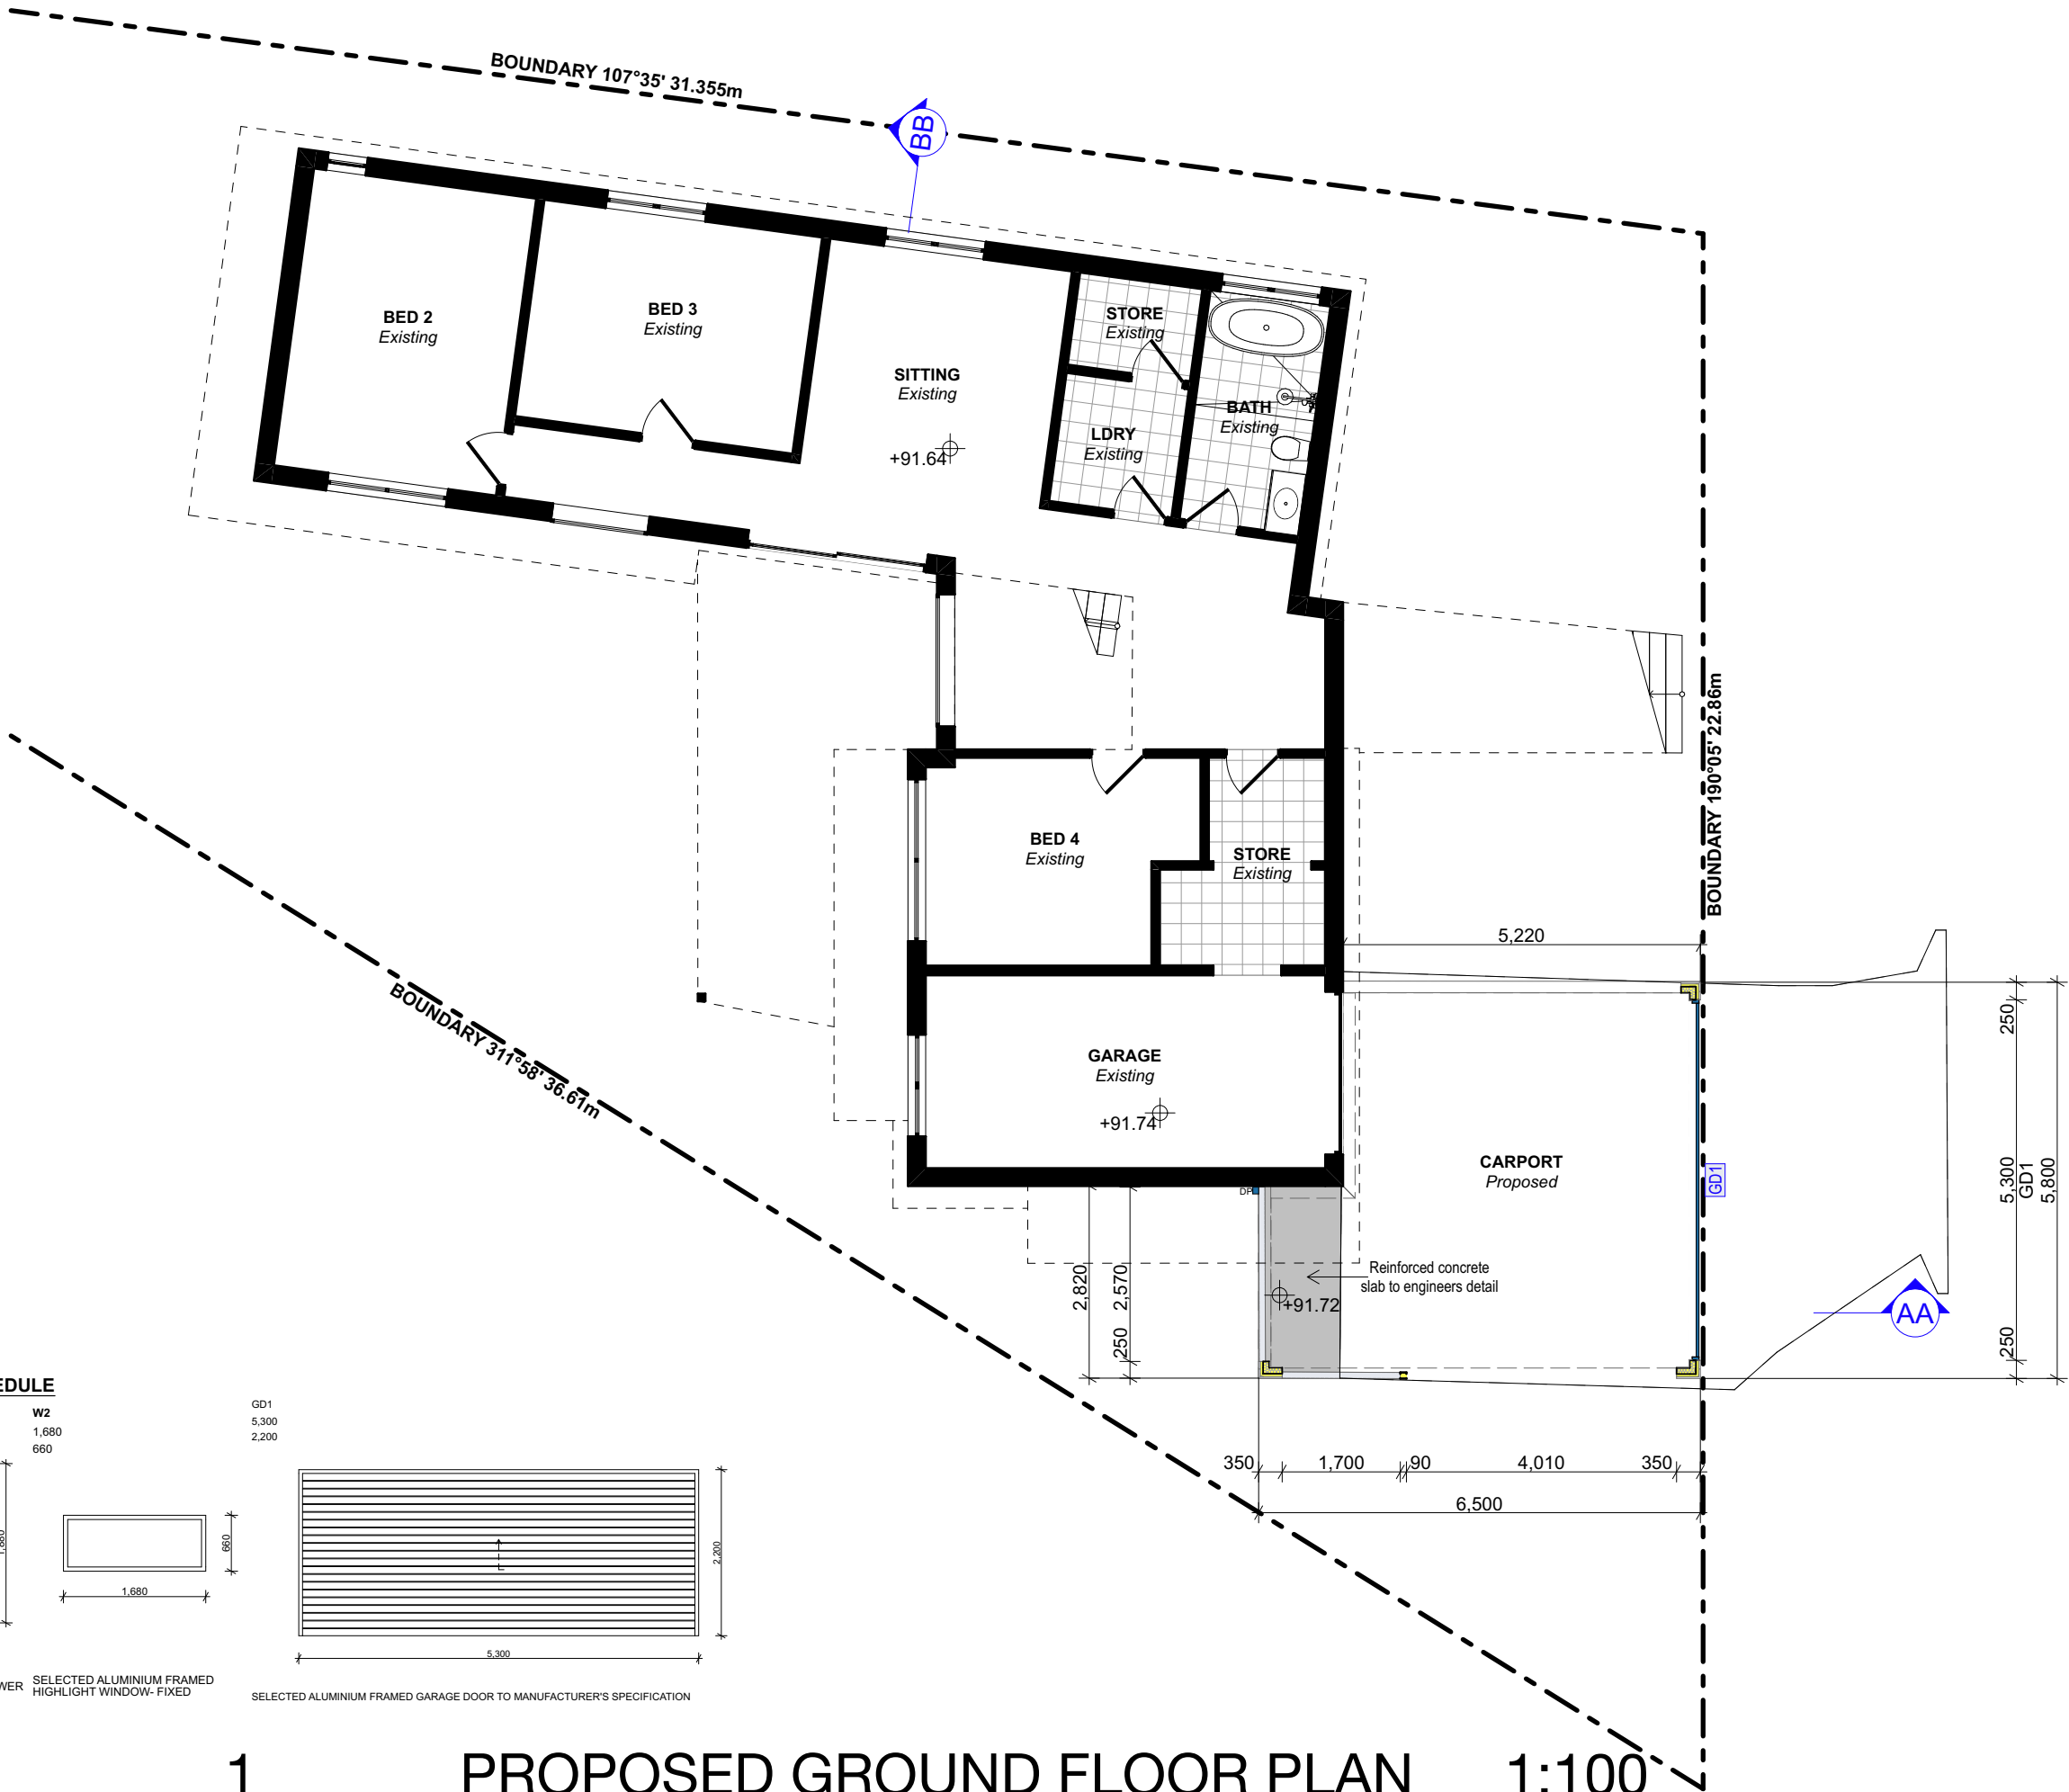 BOUNDARY 107°35' 31.355m
BB
BED 2
Existing
BED 3
Existing
SITTING
Existing
+91.64
STORE
Existing
LDRY
Existing
BATH
Existing
BOUNDARY 190°05' 22.86m
BED 4
Existing
STORE
Existing
5,220
BOUNDARY 311°58' 36.61m
GARAGE
Existing
+91.74
CARPORT
Proposed
GD1
250
5,300
GD1
5,800
250
DP
2,820
2,570
250
Reinforced concrete
slab to engineers detail
+91.72
AA
350
1,700
90
4,010
350
6,500
EDULE
W2
1,680
660
GD1
5,300
2,200
660
1,680
2,200
5,300
WER
SELECTED ALUMINIUM FRAMED
HIGHLIGHT WINDOW- FIXED
SELECTED ALUMINIUM FRAMED GARAGE DOOR TO MANUFACTURER'S SPECIFICATION
1 PROPOSED GROUND FLOOR PLAN 1:100